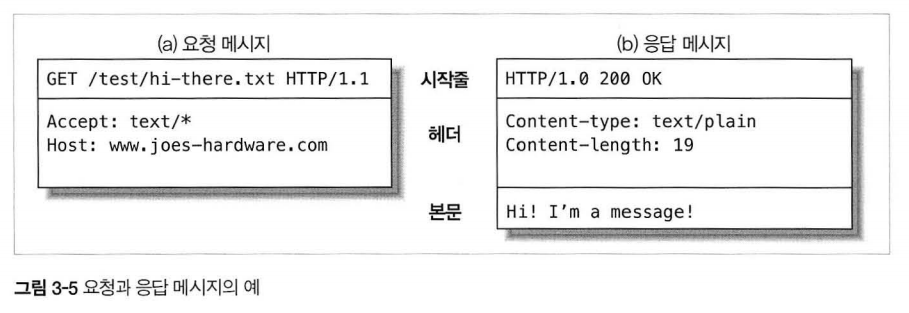 (a) 요청 메시지
GET /test/hi-there.txt HTTP/1.1
Accept: text/*
Host: www.joes-hardware.com
시작줄
헤더
본문
(b) 응답 메시지
HTTP/1.0 200 OK
Content-type: text/plain
Content-length: 19
Hi! I'm a message!
그림 3-5 요청과 응답 메시지의 예